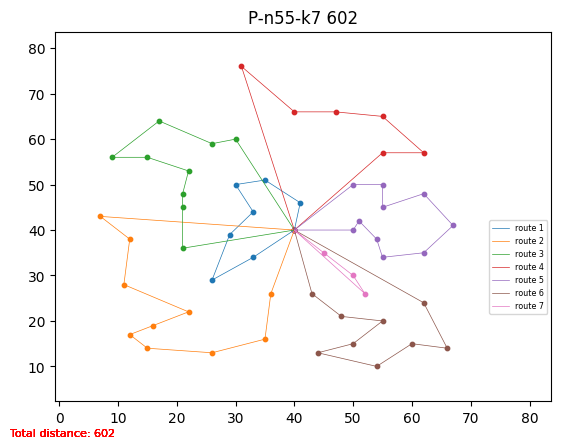 P-n55-k7 602
80
70
60
50
40
30
20
10
0 10 20 30 40 50 60 70 80
route 1
route 2
route 3
route 4
route 5
route 6
route 7
Total distance: 602